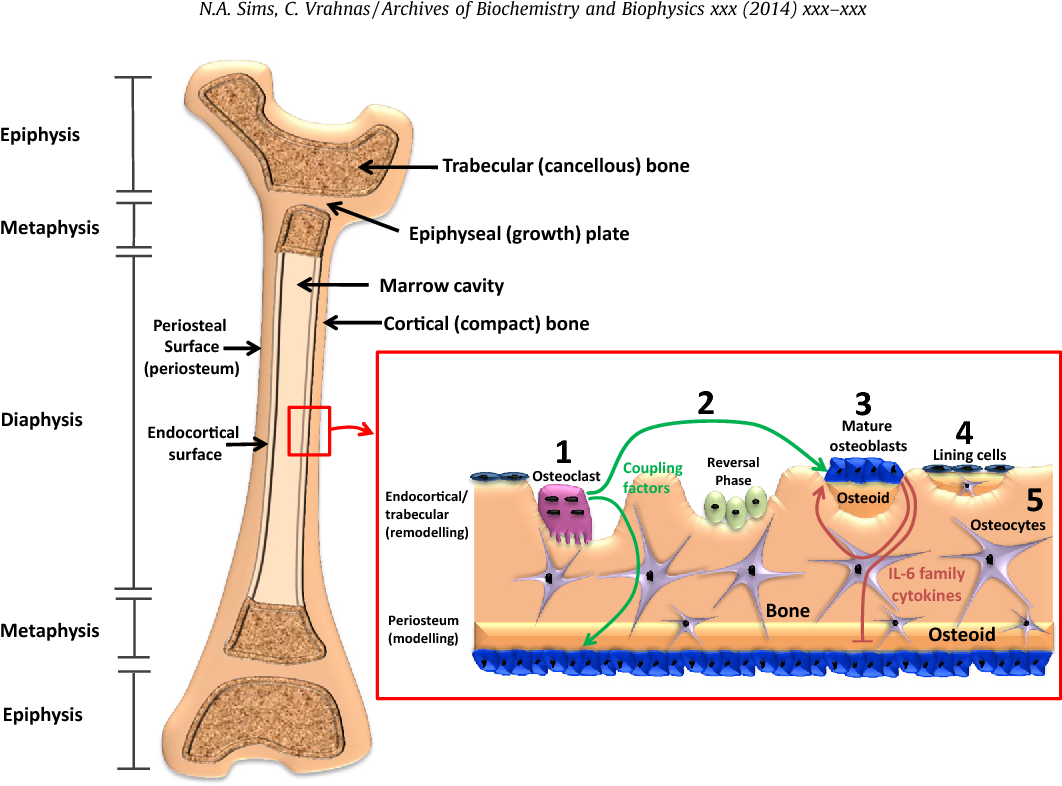 N.A. Sims, C. Vrahnas / Archives of Biochemistry and Biophysics xxx (2014) xxx–xxx
Epiphysis
Trabecular (cancellous) bone
Metaphysis
Epiphyseal (growth) plate
Marrow cavity
Cortical (compact) bone
Periosteal
Surface
(periosteum)
Diaphysis
Endocortical
surface
1
Osteoclast
2
Coupling
factors
Reversal
Phase
3
Mature
osteoblasts
Osteoid
4
Lining cells
5
Osteocytes
Endocortical/
trabecular
(remodelling)
IL-6 family
cytokines
Bone
Periosteum
(modelling)
Osteoid
Metaphysis
Epiphysis